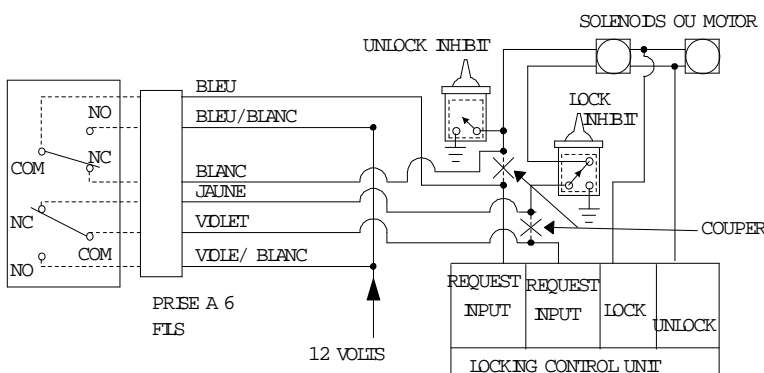 SOLENOIDS OU MOTOR
UNLOCK INHIBIT
BLEU
LOCK
INHIBIT
NO
BLEU/BLANC
NC
COM
BLANC
JAUNE
NC
VIOLET
COUPER
COM
VIOLE/ BLANC
NO
REQUEST
INPUT
REQUEST
INPUT
LOCK
UNLOCK
PRISE A 6
FILS
12 VOLTS
LOCKING CONTROL UNIT